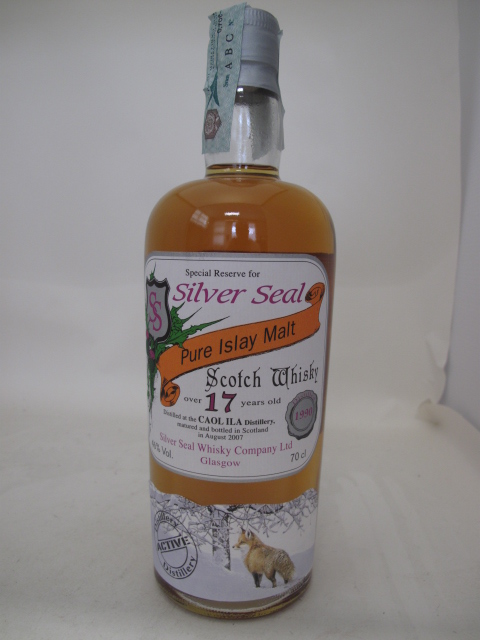 A B C K
Special Reserve for
Silver Seal
SS
Pure Islay Malt
Scotch Whisky
over 17 years old
1990
Distilled at the CAOL ILA Distillery,
matured and bottled in Scotland
in August 2007
Silver Seal Whisky Company Ltd
% Vol.
Glasgow
70 cl
Distillery
ACTIVE
Distillery